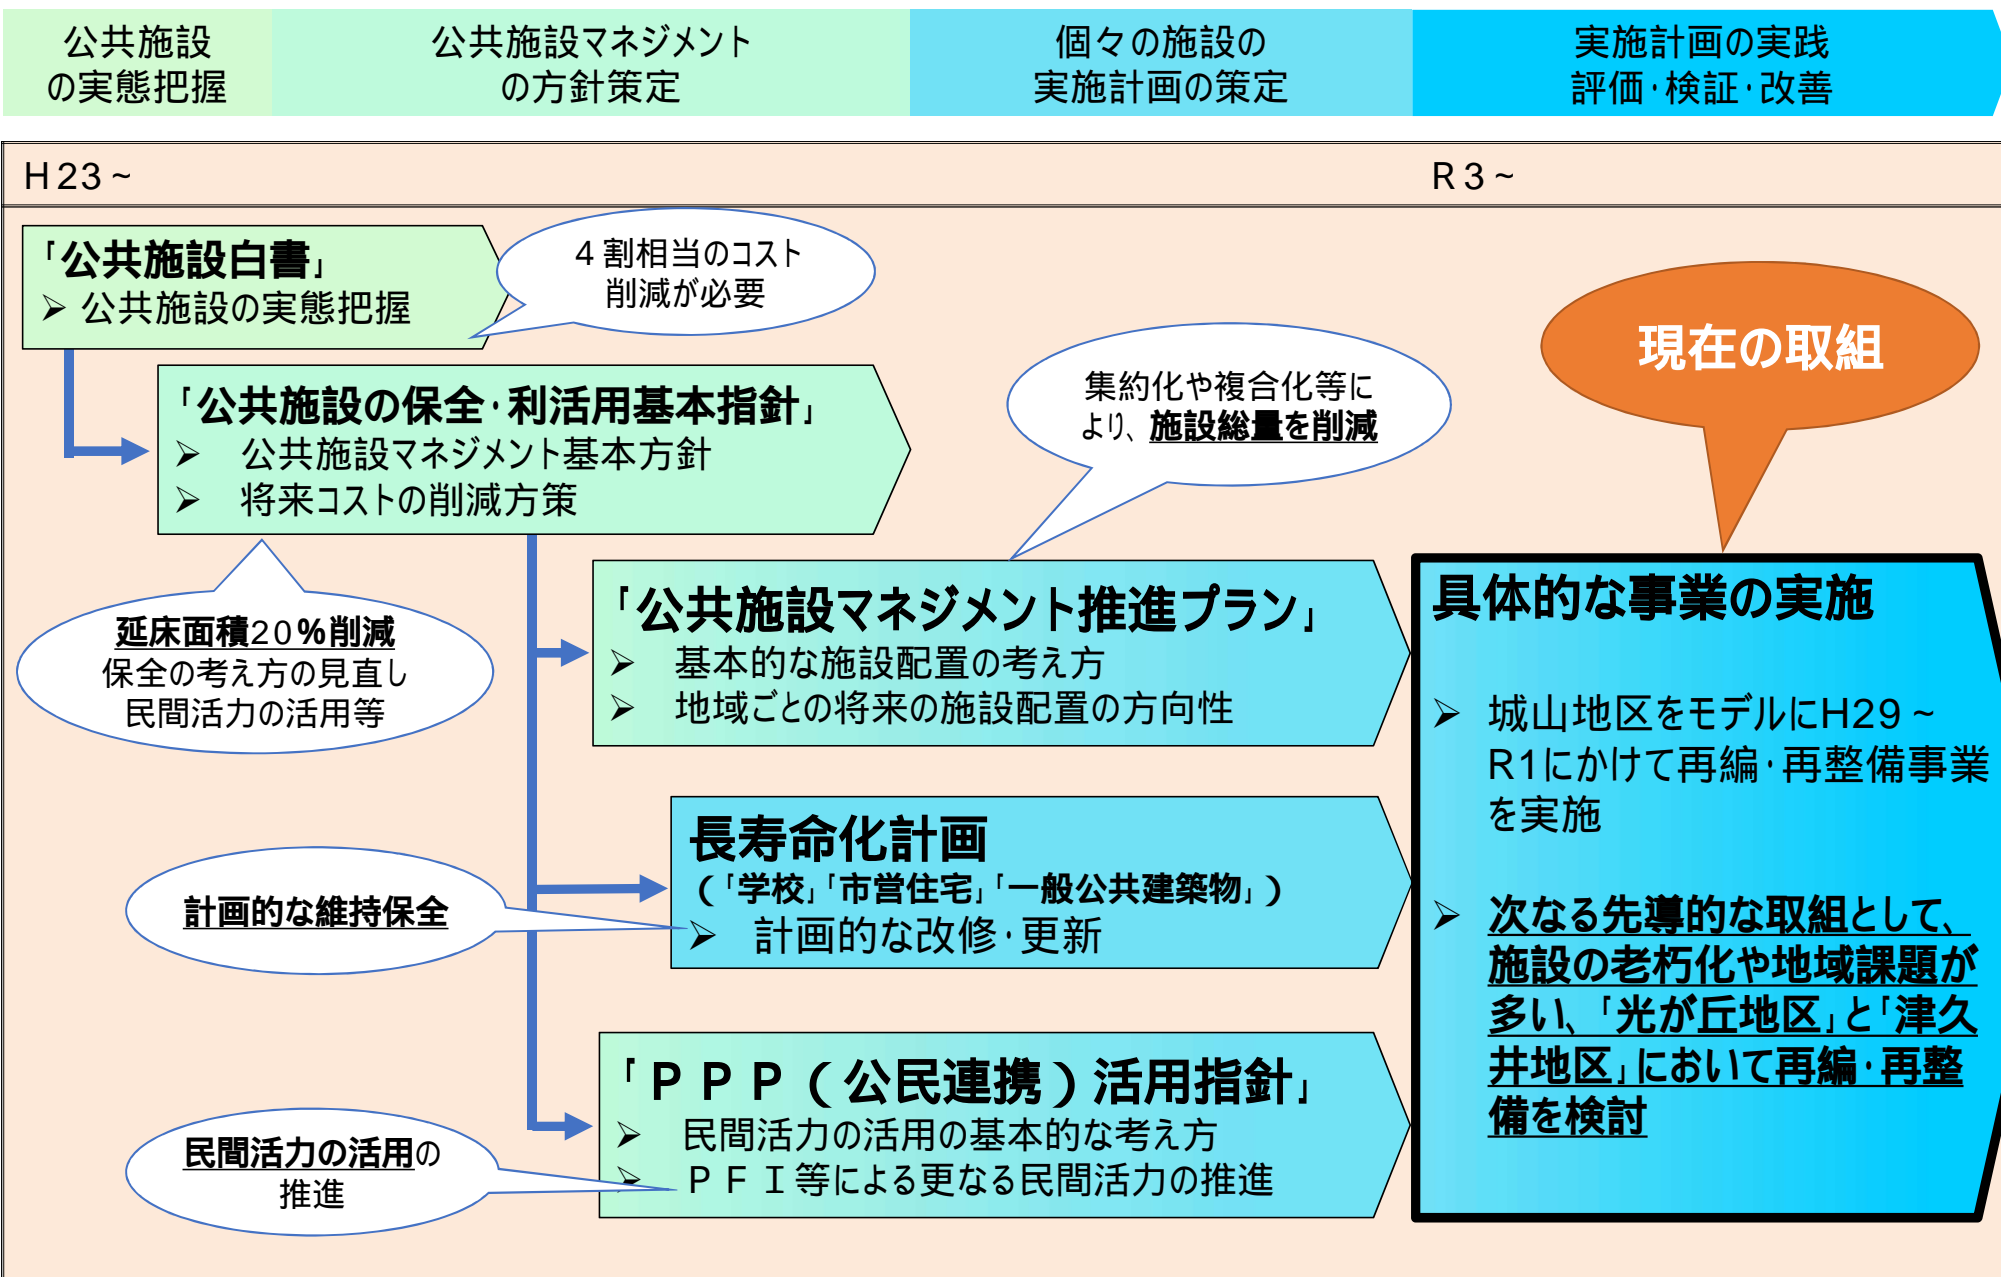 公共施設
の実態把握
公共施設マネジメント
の方針策定
個々の施設の
実施計画の策定
実施計画の実践
評価・検証・改善
H23~
R3~
「公共施設白書」
➢ 公共施設の実態把握
4割相当のコスト
削減が必要
「公共施設の保全・利活用基本指針」
➢ 公共施設マネジメント基本方針
➢ 将来コストの削減方策
集約化や複合化等に
より、施設総量を削減
現在の取組
延床面積20%削減
保全の考え方の見直し
民間活力の活用等
「公共施設マネジメント推進プラン」
➢ 基本的な施設配置の考え方
➢ 地域ごとの将来の施設配置の方向性
計画的な維持保全
長寿命化計画
(「学校」「市営住宅」「一般公共建築物」)
➢ 計画的な改修・更新
民間活力の活用の
推進
「PPP(公民連携)活用指針」
➢ 民間活力の活用の基本的な考え方
➢ PFI等による更なる民間活力の推進
具体的な事業の実施
➢ 城山地区をモデルにH29~
R1にかけて再編・再整備事業
を実施
➢ 次なる先導的な取組として、
施設の老朽化や地域課題が
多い、「光が丘地区」と「津久
井地区」において再編・再整
備を検討